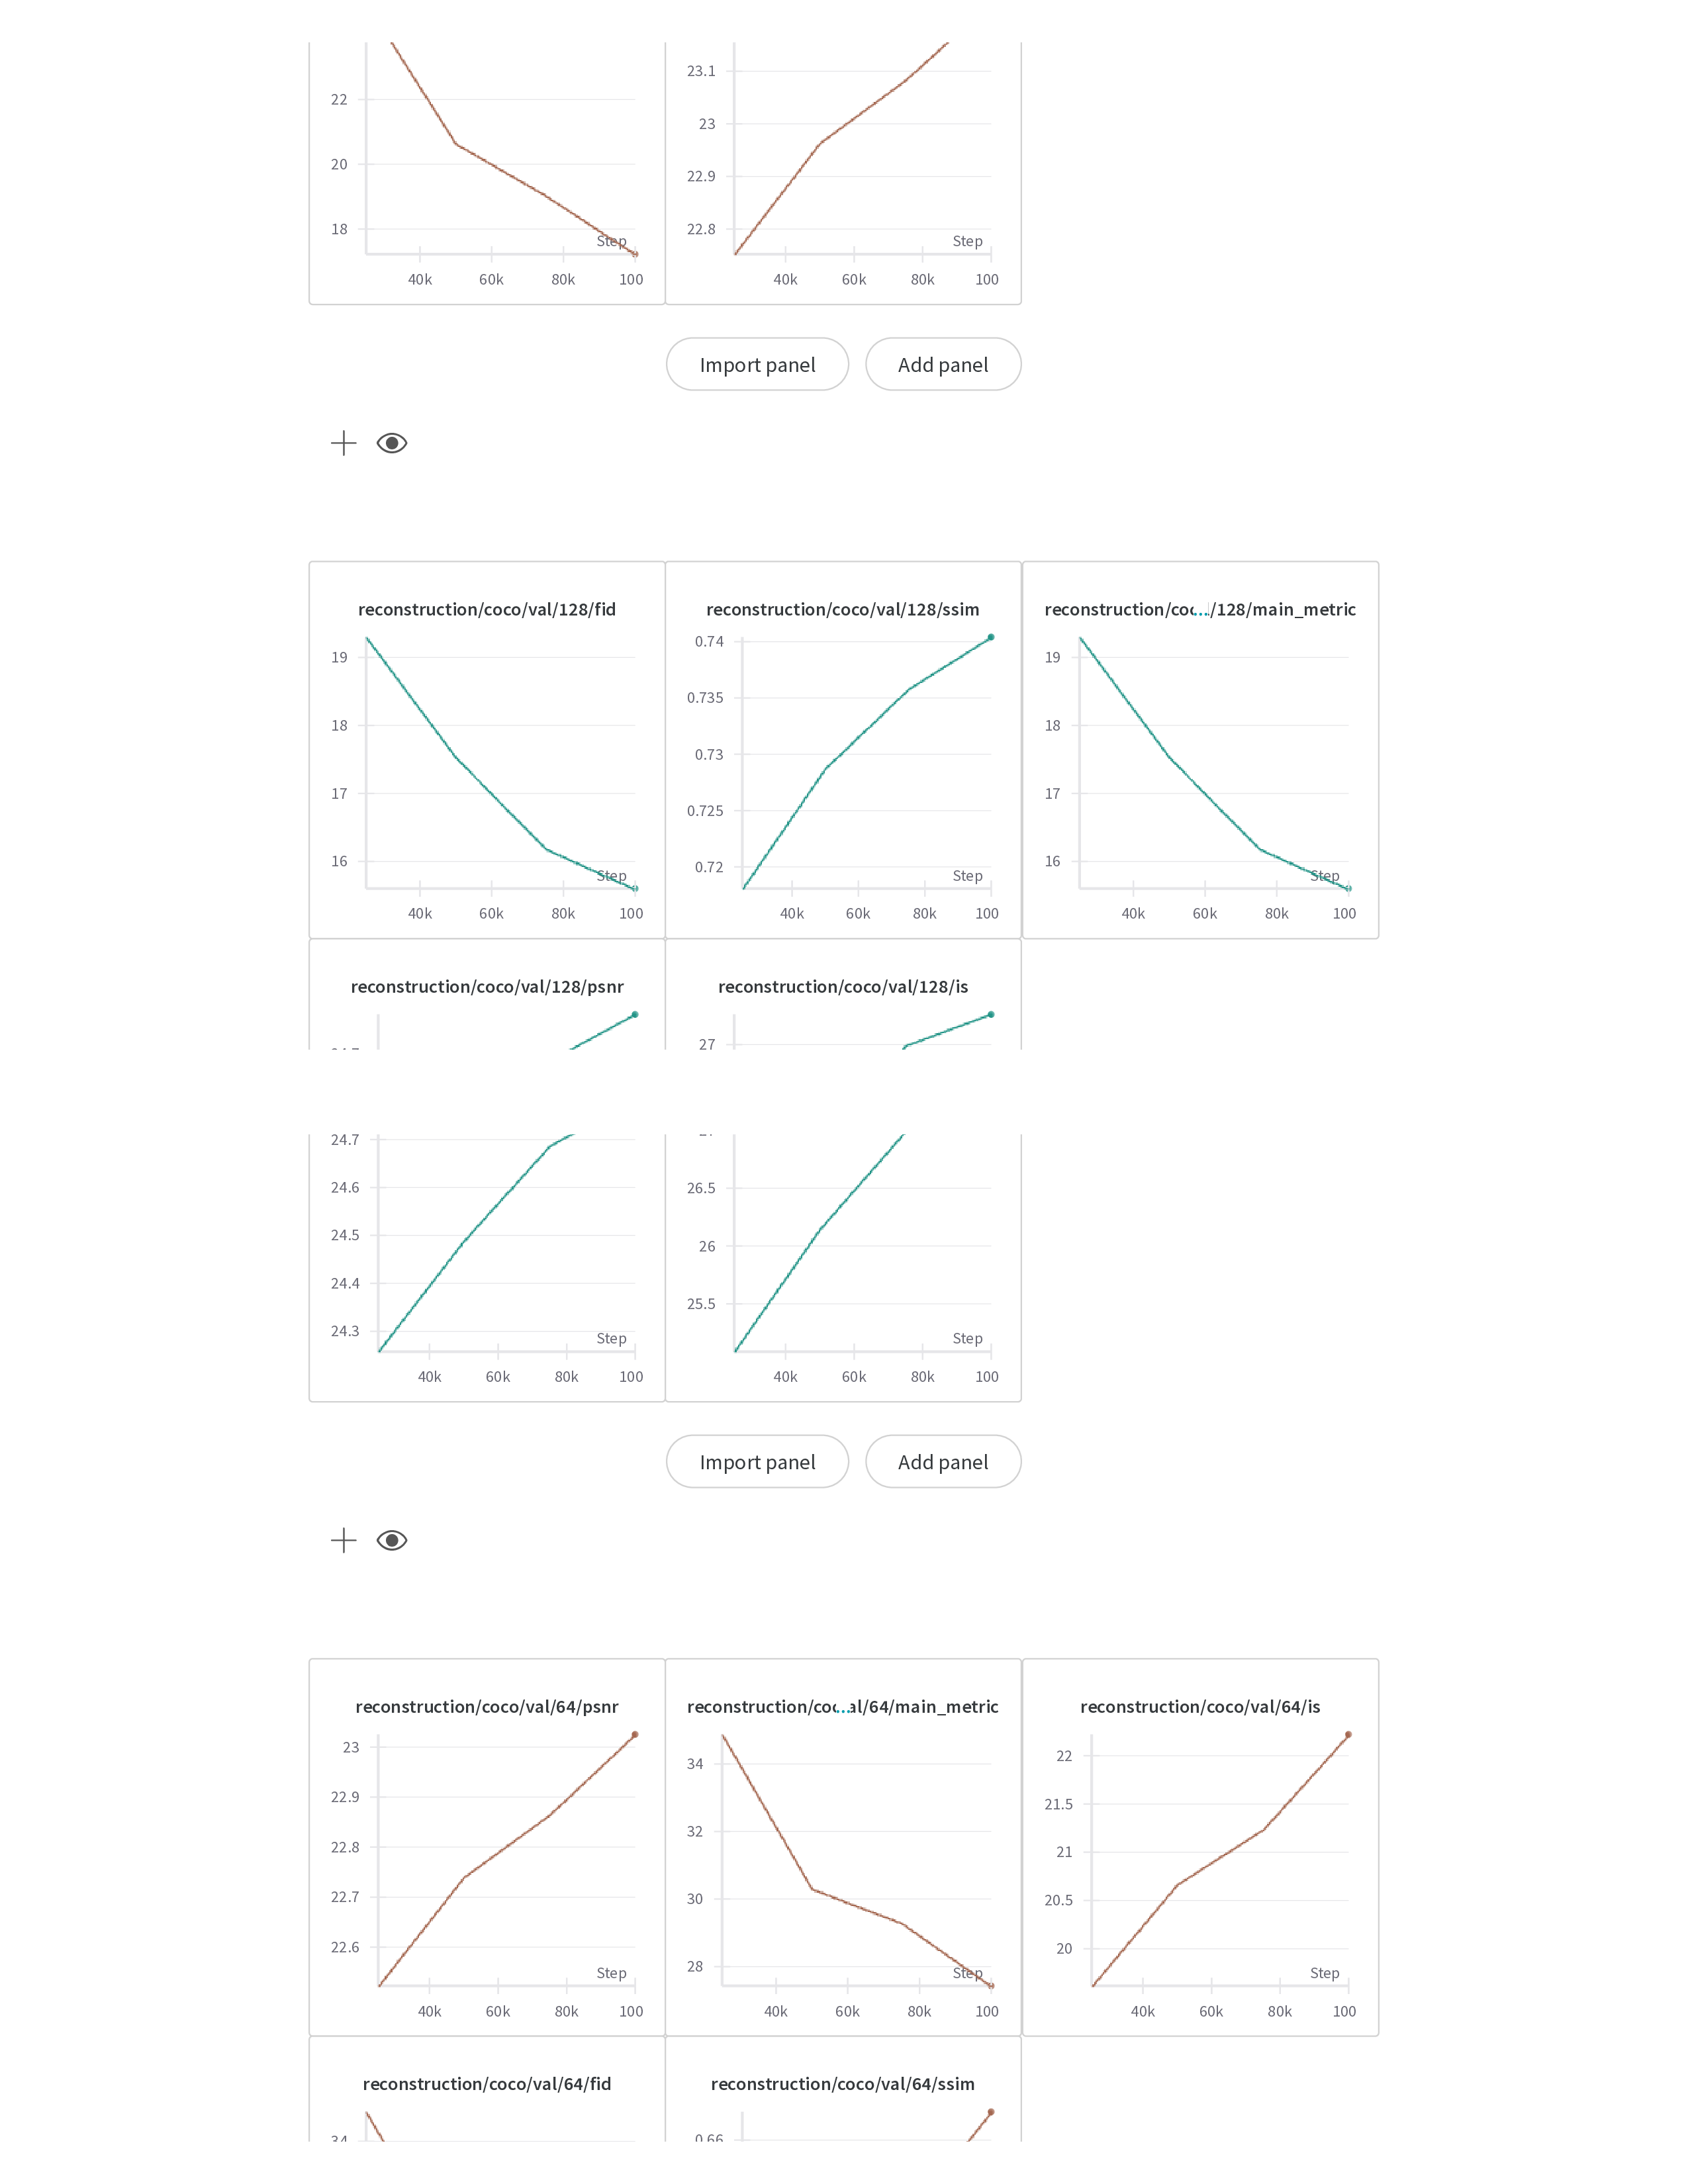 22
20
18
Step
40k 60k 80k 100
23.1
23
22.9
22.8
Step
40k 60k 80k 100
Import panel Add panel
reconstruction/coco/val/128/fid
19
18
17
16
Step
40k 60k 80k 100
reconstruction/coco/val/128/ssim
0.74
0.735
0.73
0.725
0.72
Step
40k 60k 80k 100
reconstruction/coc.../128/main_metric
19
18
17
16
Step
40k 60k 80k 100
reconstruction/coco/val/128/psnr
24.7
24.6
24.5
24.4
24.3
Step
40k 60k 80k 100
reconstruction/coco/val/128/is
27
26.5
26
25.5
Step
40k 60k 80k 100
Import panel Add panel
reconstruction/coco/val/64/psnr
23
22.9
22.8
22.7
22.6
Step
40k 60k 80k 100
reconstruction/coc...al/64/main_metric
34
32
30
28
Step
40k 60k 80k 100
reconstruction/coco/val/64/is
22
21.5
21
20.5
20
Step
40k 60k 80k 100
reconstruction/coco/val/64/fid
34
reconstruction/coco/val/64/ssim
0.66